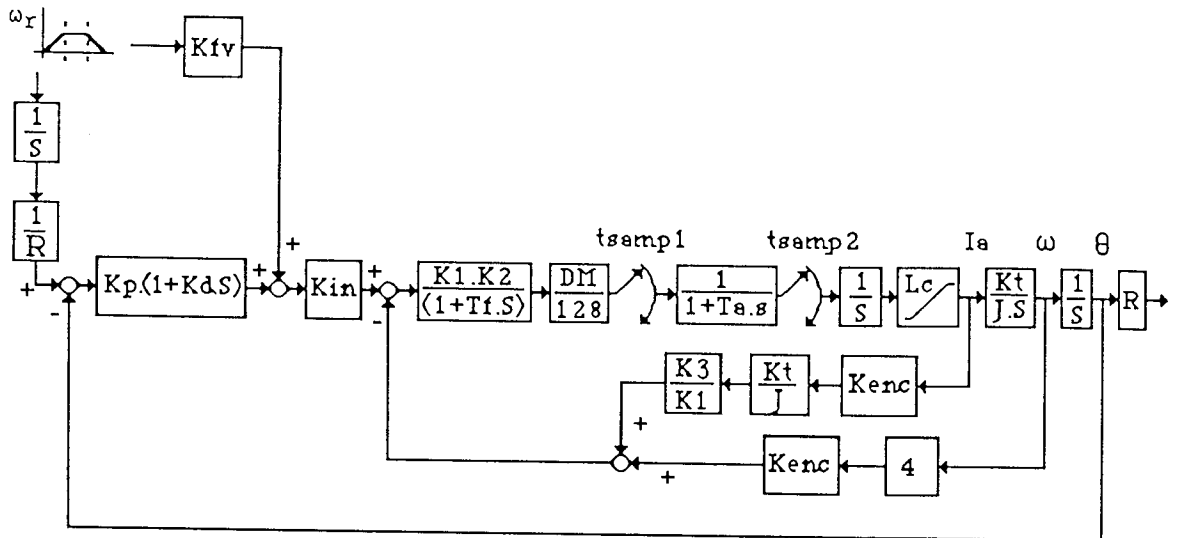 ωr
Kfv
1
S
1
R
+
-
Kp.(1+KdS)
+
+
Kin
+
-
K1.K2
(1+Tf.S)
DM
128
tsamp1
1
1+Ta.s
tsamp2
1
S
Lc
Ia
Kt
J.S
ω
1
S
θ
R
K3
K1
Kt
J
Kenc
+
+
Kenc
4